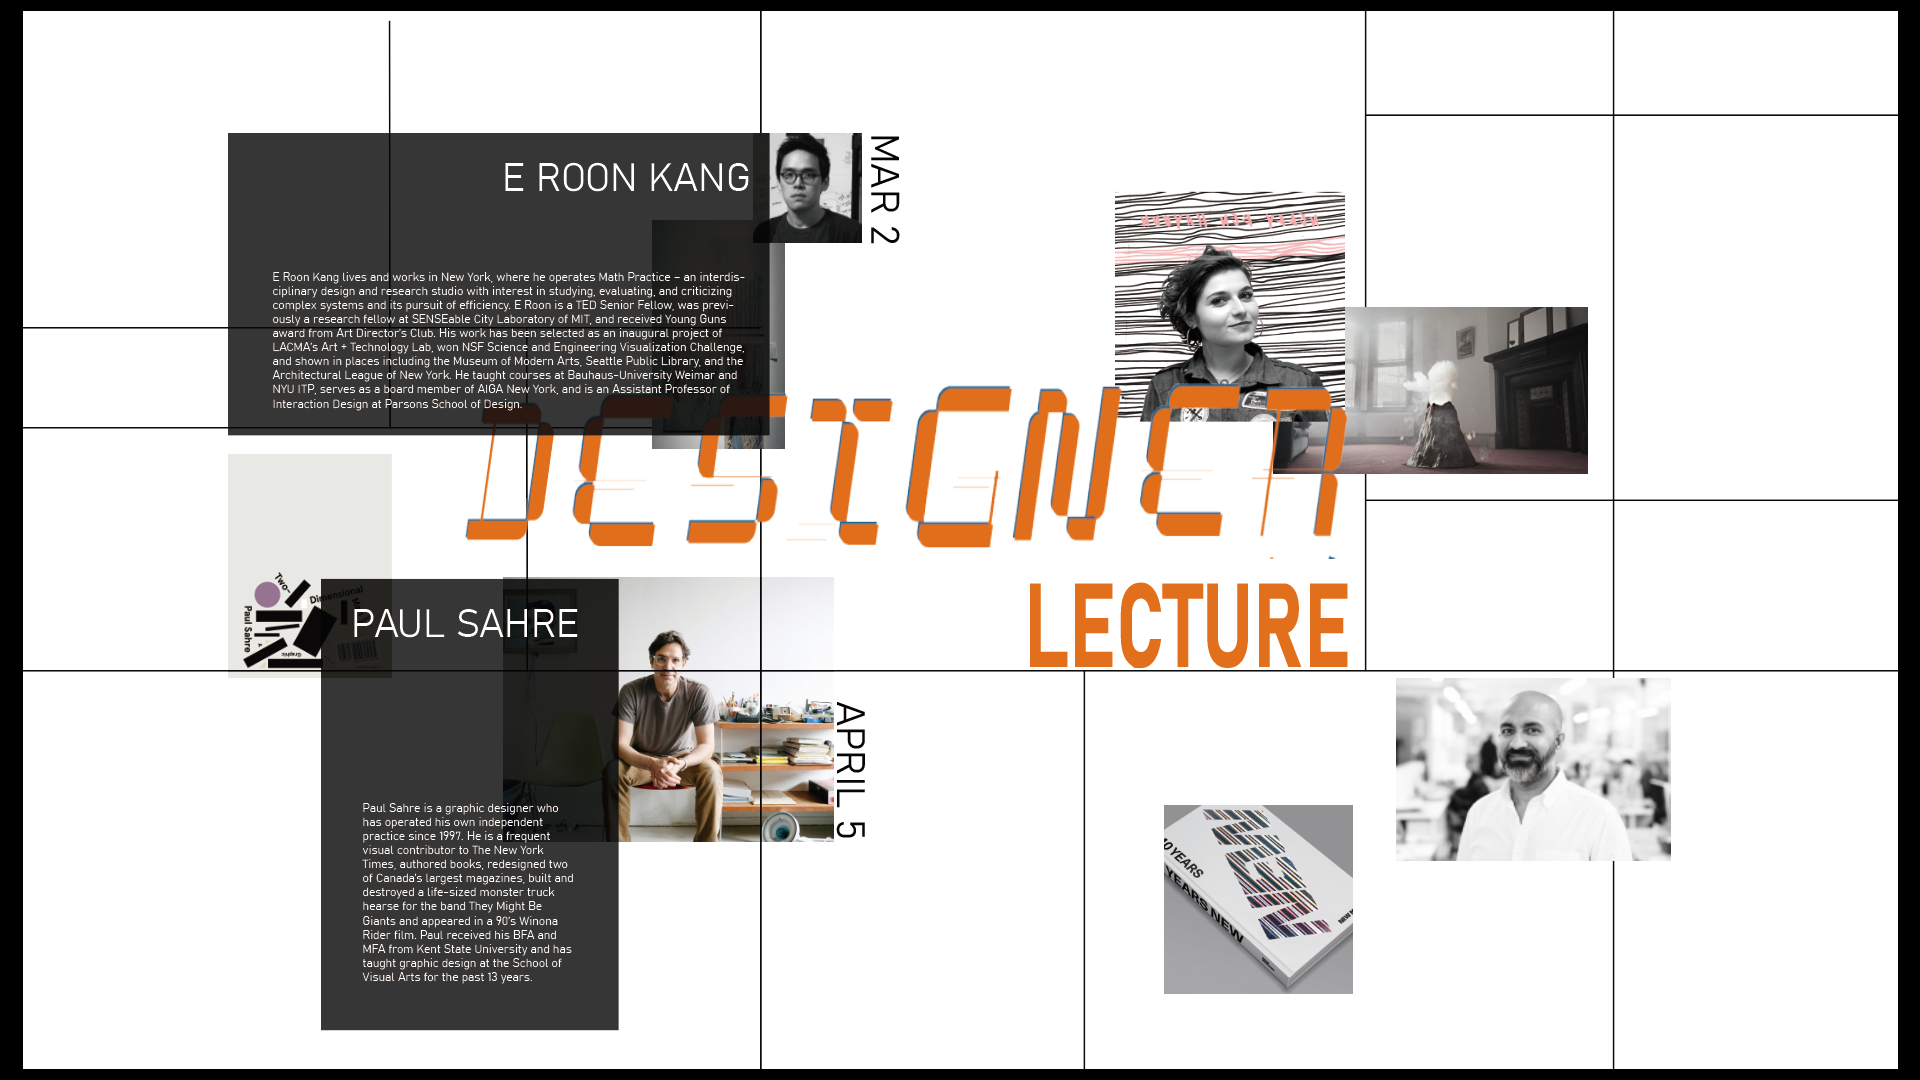 E ROON KANG
MAR 2
E Roon Kang lives and works in New York, where he operates Math Practice – an interdis-
ciplinary design and research studio with interest in studying, evaluating, and criticizing
complex systems and its pursuit of efficiency. E Roon is a TED Senior Fellow, was previ-
ously a research fellow at SENSEable City Laboratory of MIT, and received Young Guns
award from Art Director's Club. His work has been selected as an inaugural project of
LACMA's Art + Technology Lab, won NSF Science and Engineering Visualization Challenge,
and shown in places including the Museum of Modern Arts, Seattle Public Library, and the
Architectural League of New York. He taught courses at Bauhaus-University Weimar and
NYU ITP, serves as a board member of AIGA New York, and is an Assistant Professor of
Interaction Design at Parsons School of Design.
DESIGNER
LECTURE
Two-
Dimensional
Paul Sahre
Graphic
PAUL SAHRE
APRIL 5
Paul Sahre is a graphic designer who
has operated his own independent
practice since 1997. He is a frequent
visual contributor to The New York
Times, authored books, redesigned two
of Canada's largest magazines, built and
destroyed a life-sized monster truck
hearse for the band They Might Be
Giants and appeared in a 90's Winona
Rider film. Paul received his BFA and
MFA from Kent State University and has
taught graphic design at the School of
Visual Arts for the past 13 years.
10 YEARS
YEARS NEW
NEW